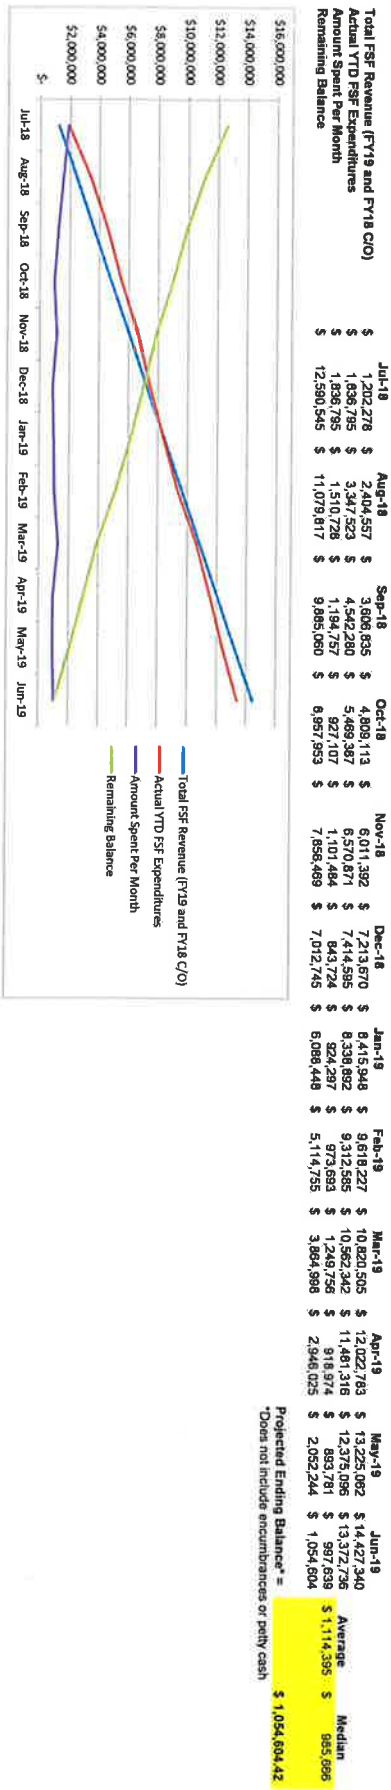 Jul-18 Aug-18 Sep-18 Oct-18 Nov-18 Dec-18 Jan-19 Feb-19 Mar-19 Apr-19 May-19 Jun-19 Average Median
Total FSF Revenue (FY19 and FY18 C/O) $ 1,202,278 $ 2,404,557 $ 3,606,835 $ 4,809,113 $ 6,011,392 $ 7,213,670 $ 8,415,948 $ 9,618,227 $ 10,820,505 $ 12,022,783 $ 13,225,062 $ 14,427,340
Actual YTD FSF Expenditures $ 1,836,795 $ 3,347,523 $ 4,542,280 $ 5,469,387 $ 6,570,871 $ 7,414,595 $ 8,338,892 $ 9,312,585 $ 10,562,342 $ 11,481,316 $ 12,375,096 $ 13,372,736
Amount Spent Per Month $ 1,836,795 $ 1,510,728 $ 1,194,757 $ 927,107 $ 1,101,484 $ 843,724 $ 924,297 $ 973,693 $ 1,249,756 $ 918,974 $ 893,781 $ 997,639 $ 1,114,395 $ 985,666
Remaining Balance $ 12,590,545 $ 11,079,817 $ 9,885,060 $ 8,957,953 $ 7,856,469 $ 7,012,745 $ 6,088,448 $ 5,114,755 $ 3,864,998 $ 2,946,025 $ 2,052,244 $ 1,054,604
Projected Ending Balance* = $ 1,054,604.42
*Does not include encumbrances or petty cash
$16,000,000
$14,000,000
$12,000,000
$10,000,000
$8,000,000
$6,000,000
$4,000,000
$2,000,000
$-
Jul-18 Aug-18 Sep-18 Oct-18 Nov-18 Dec-18 Jan-19 Feb-19 Mar-19 Apr-19 May-19 Jun-19
Total FSF Revenue (FY19 and FY18 C/O)
Actual YTD FSF Expenditures
Amount Spent Per Month
Remaining Balance